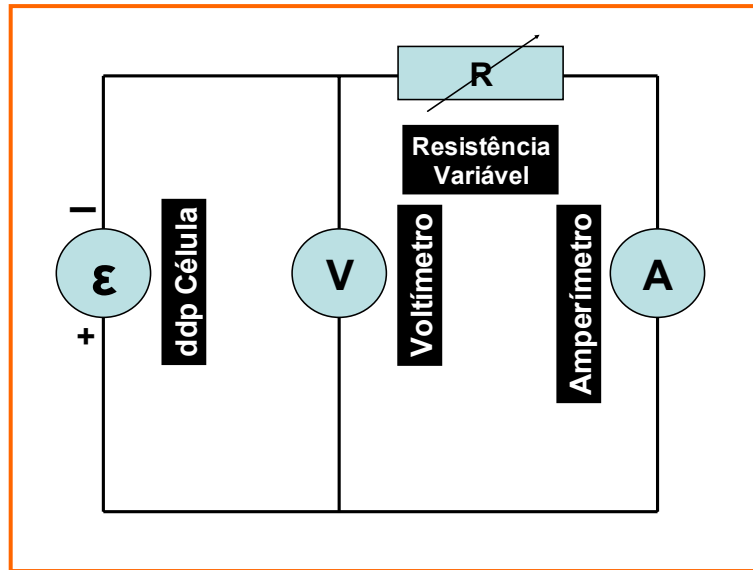 R
Resistência
Variável
–
ε
+
ddp Célula
V
Voltímetro
Amperímetro
A